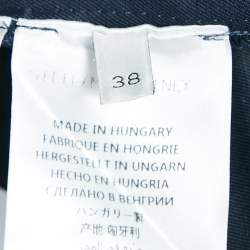 38
MADE IN HUNGARY
FABRIQUE EN HONGRIE
HERGESTELLT IN UNGARN
HECHO EN HUNGRIA
СДЕЛАНО В ВЕНГРИИ
ハンガリー製
产地:匈牙利